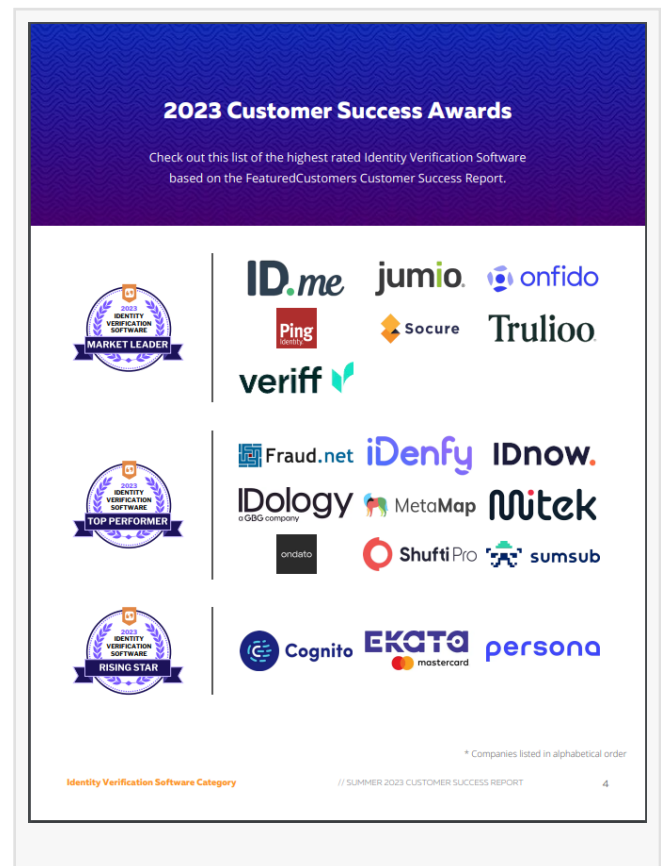 2023 Customer Success Awards
Check out this list of the highest rated Identity Verification Software
based on the FeaturedCustomers Customer Success Report.
2023
IDENTITY
VERIFICATION
SOFTWARE
MARKET LEADER
ID.me
jumio.
onfido
Ping
Identity
Socure
Trulioo
veriff
2023
IDENTITY
VERIFICATION
SOFTWARE
TOP PERFORMER
Fraud.net
iDenfy
IDnow.
IDology
a GBG company
MetaMap
Mitek
ondato
ShuftiPro
sumsub
2023
IDENTITY
VERIFICATION
SOFTWARE
RISING STAR
Cognito
EKATA
mastercard
persona
* Companies listed in alphabetical order
Identity Verification Software Category
// SUMMER 2023 CUSTOMER SUCCESS REPORT
4